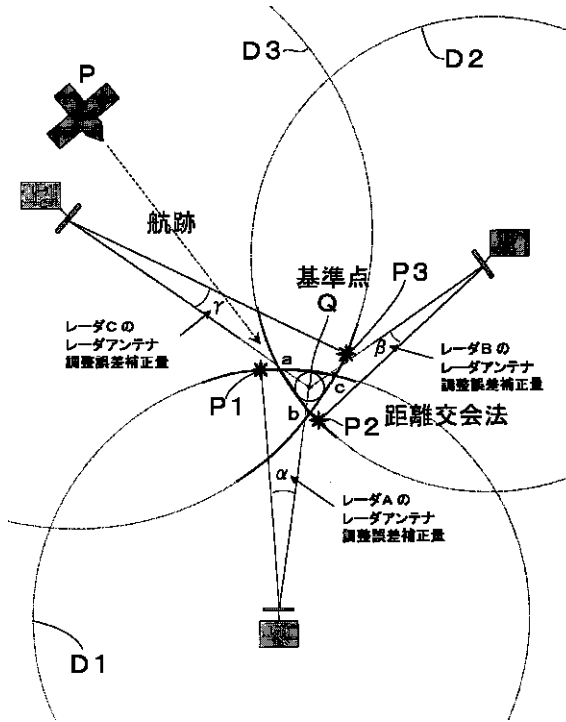 D3
D2
P
航跡
基準点
Q
P3
γ
β
レーダCの
レーダアンテナ
調整誤差補正量
レーダBの
レーダアンテナ
調整誤差補正量
a
c
b
P1
P2
距離交会法
α
レーダAの
レーダアンテナ
調整誤差補正量
D1